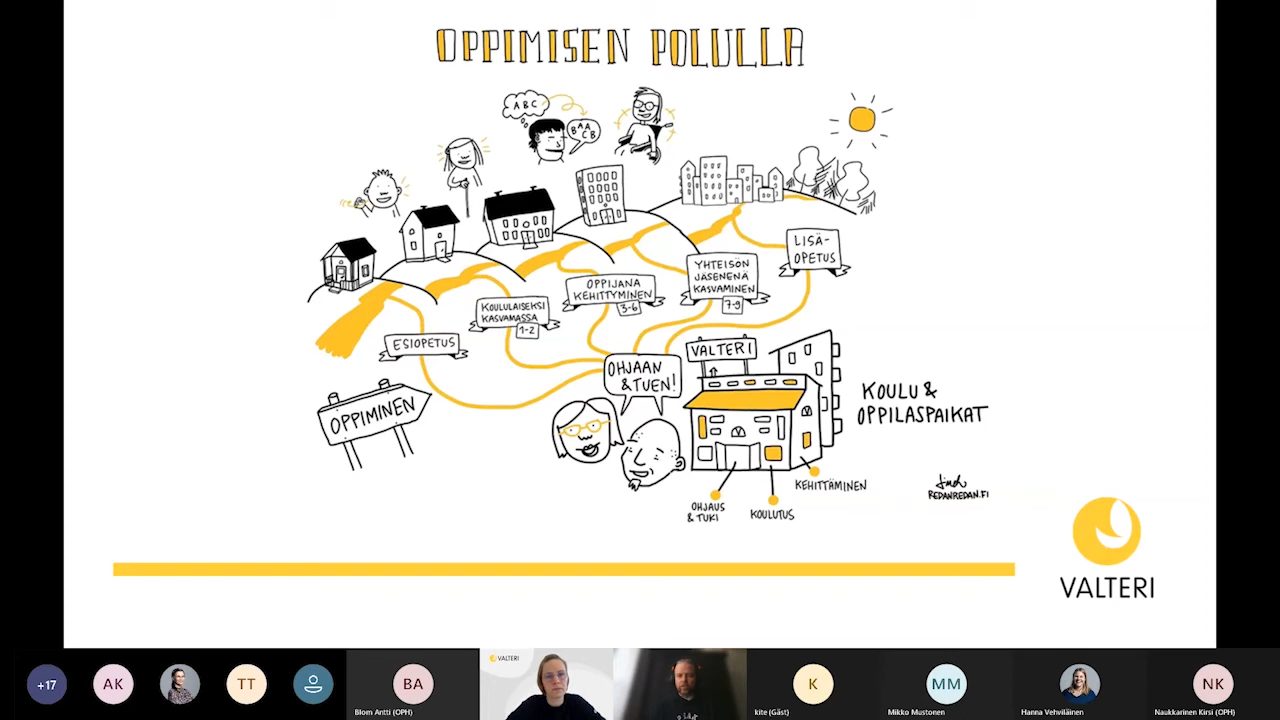 OPPIMISEN POLULLA
ABC
BAA
CB
LISÄ-
OPETUS
YHTEISÖN
JÄSENENÄ
KASVAMINEN
7-9
OPPIJANA
KEHITTYMINEN
3-6
KOULULAISEKSI
KASVAMASSA
1-2
ESIOPETUS
OPPIMINEN
OHJAAN
& TUEN!
VALTERI
KOULU &
OPPILASPAIKAT
KEHITTÄMINEN
OHJAUS
& TUKI
KOULUTUS
REDANREDAN.FI
VALTERI
VALTERI
+17
AK
TT
BA
K
MM
NK
Blom Antti (OPH)
kite (Gäst)
Mikko Mustonen
Hanna Vehviläinen
Naukkarinen Kirsi (OPH)